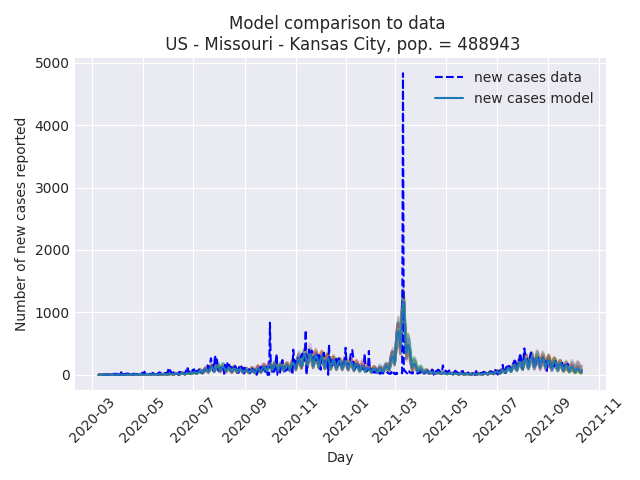 Model comparison to data
US - Missouri - Kansas City, pop. = 488943
new cases data
new cases model
Number of new cases reported
5000
4000
3000
2000
1000
0
2020-03
2020-05
2020-07
2020-09
2020-11
2021-01
2021-03
2021-05
2021-07
2021-09
2021-11
Day